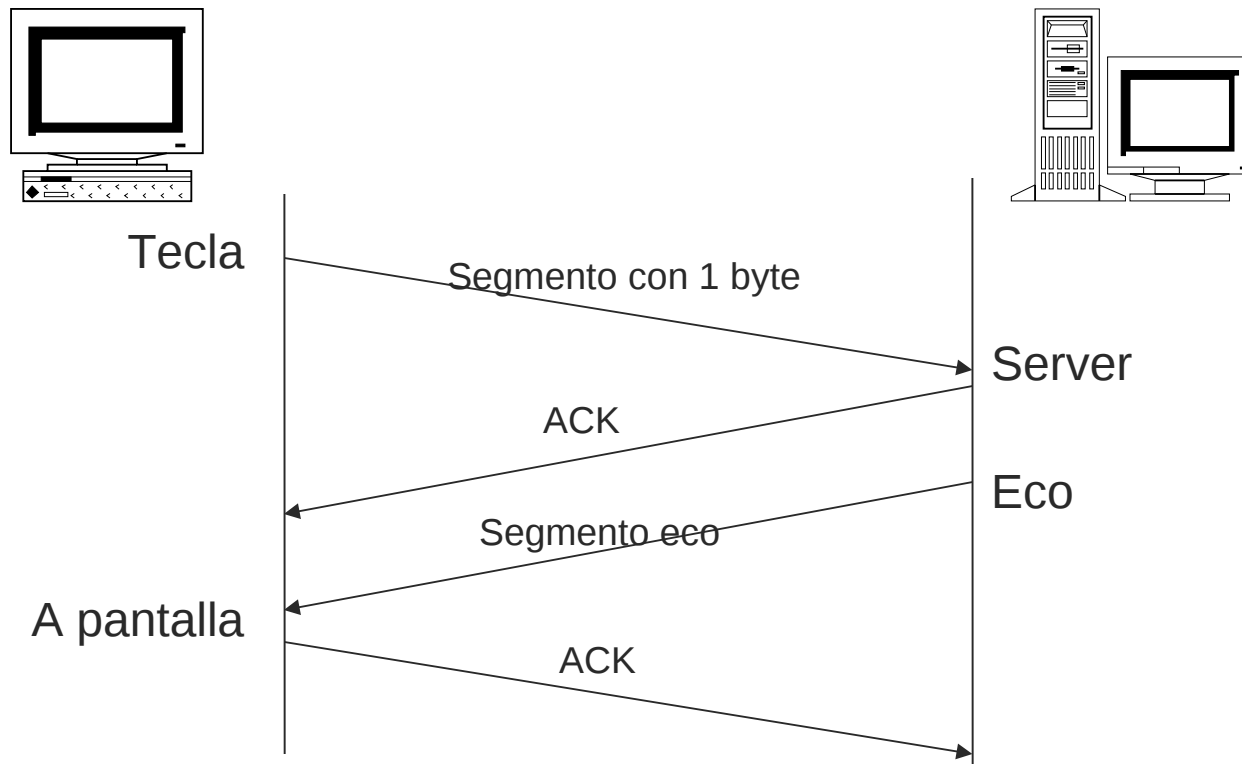 Tecla
Segmento con 1 byte
Server
ACK
Eco
Segmento eco
A pantalla
ACK